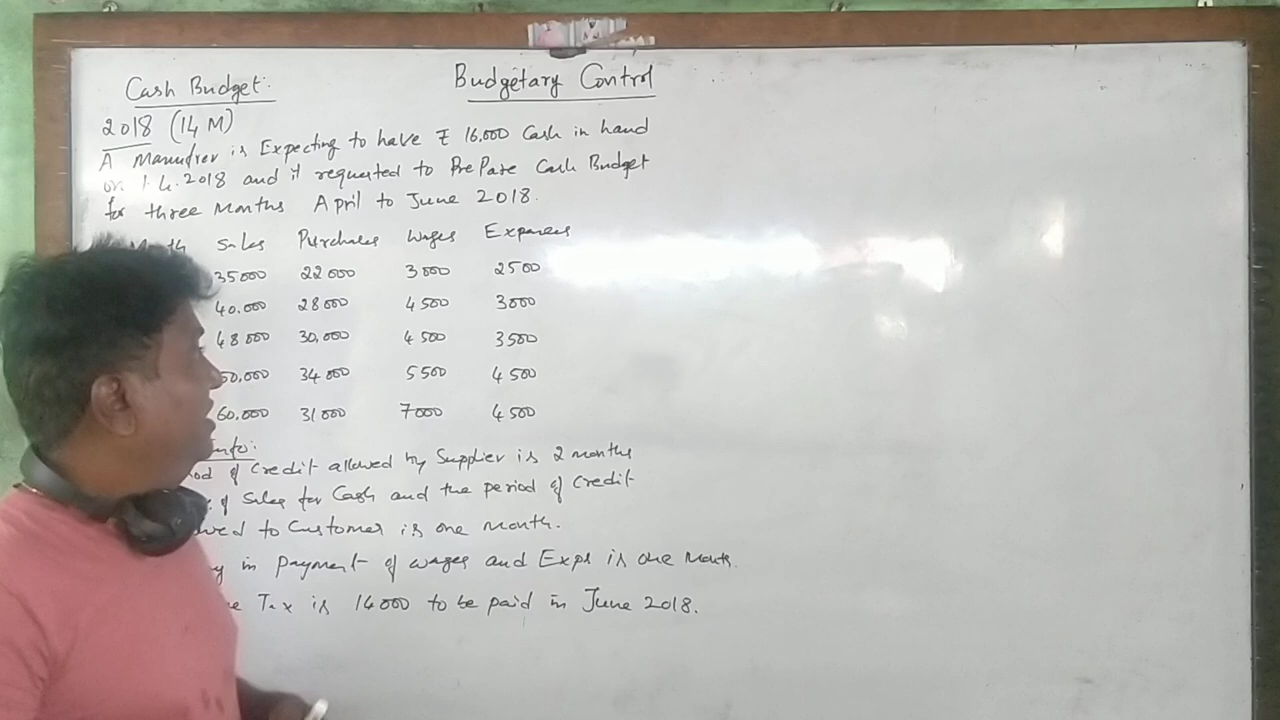 Cash Budget:
Budgetary Control
2018 (14 M)
A is Expecting to have ₹ 16,000 Cash in hand
on 1.4.2018 and it requested to Prepare Cash Budget
for three Months April to June 2018.
Month Sales Purchases Wages Expenses
35000 22000 3000 2500
40,000 28000 4500 3000
48000 30,000 4500 3500
50,000 34000 5500 4500
60,000 31000 7000 4500
Info:
of Credit allowed by Supplier is 2 months
of Sales for Cash and the period of Credit
to Customer is one month.
in payment of wages and Exps is one Month.
Tax is 14000 to be paid in June 2018.